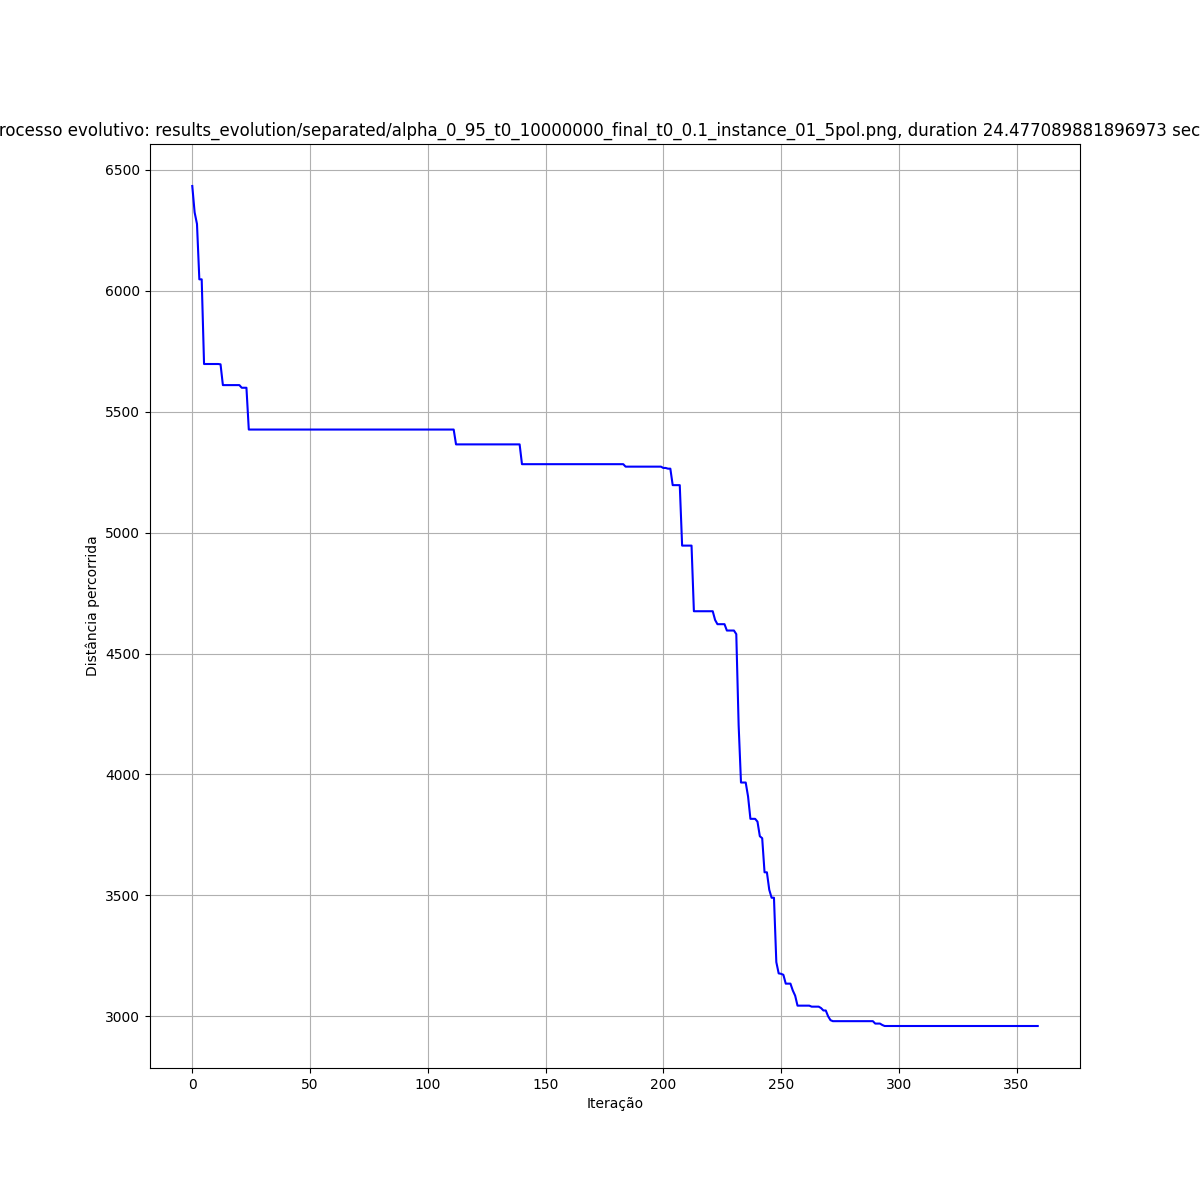 rocesso evolutivo: results_evolution/separated/alpha_0_95_t0_10000000_final_t0_0.1_instance_01_5pol.png, duration 24.477089881896973 sec
6500
6000
5500
5000
4500
4000
3500
3000
Distância percorrida
0 50 100 150 200 250 300 350
Iteração